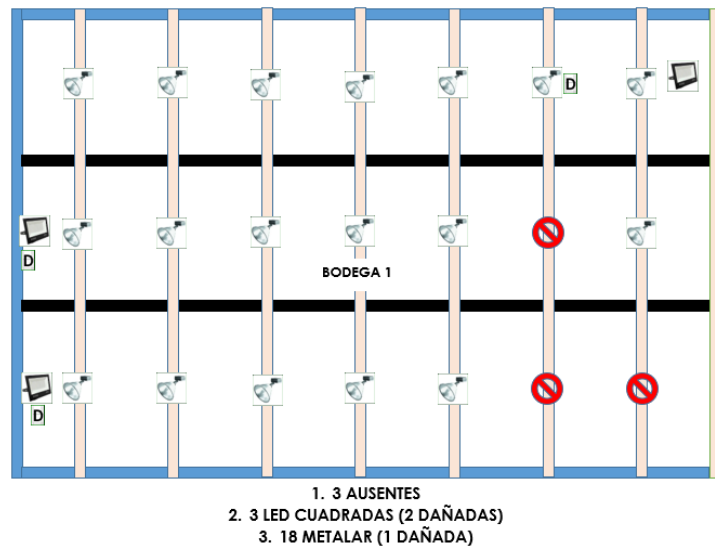 D
D
BODEGA 1
D
1. 3 AUSENTES
2. 3 LED CUADRADAS (2 DAÑADAS)
3. 18 METALAR (1 DAÑADA)